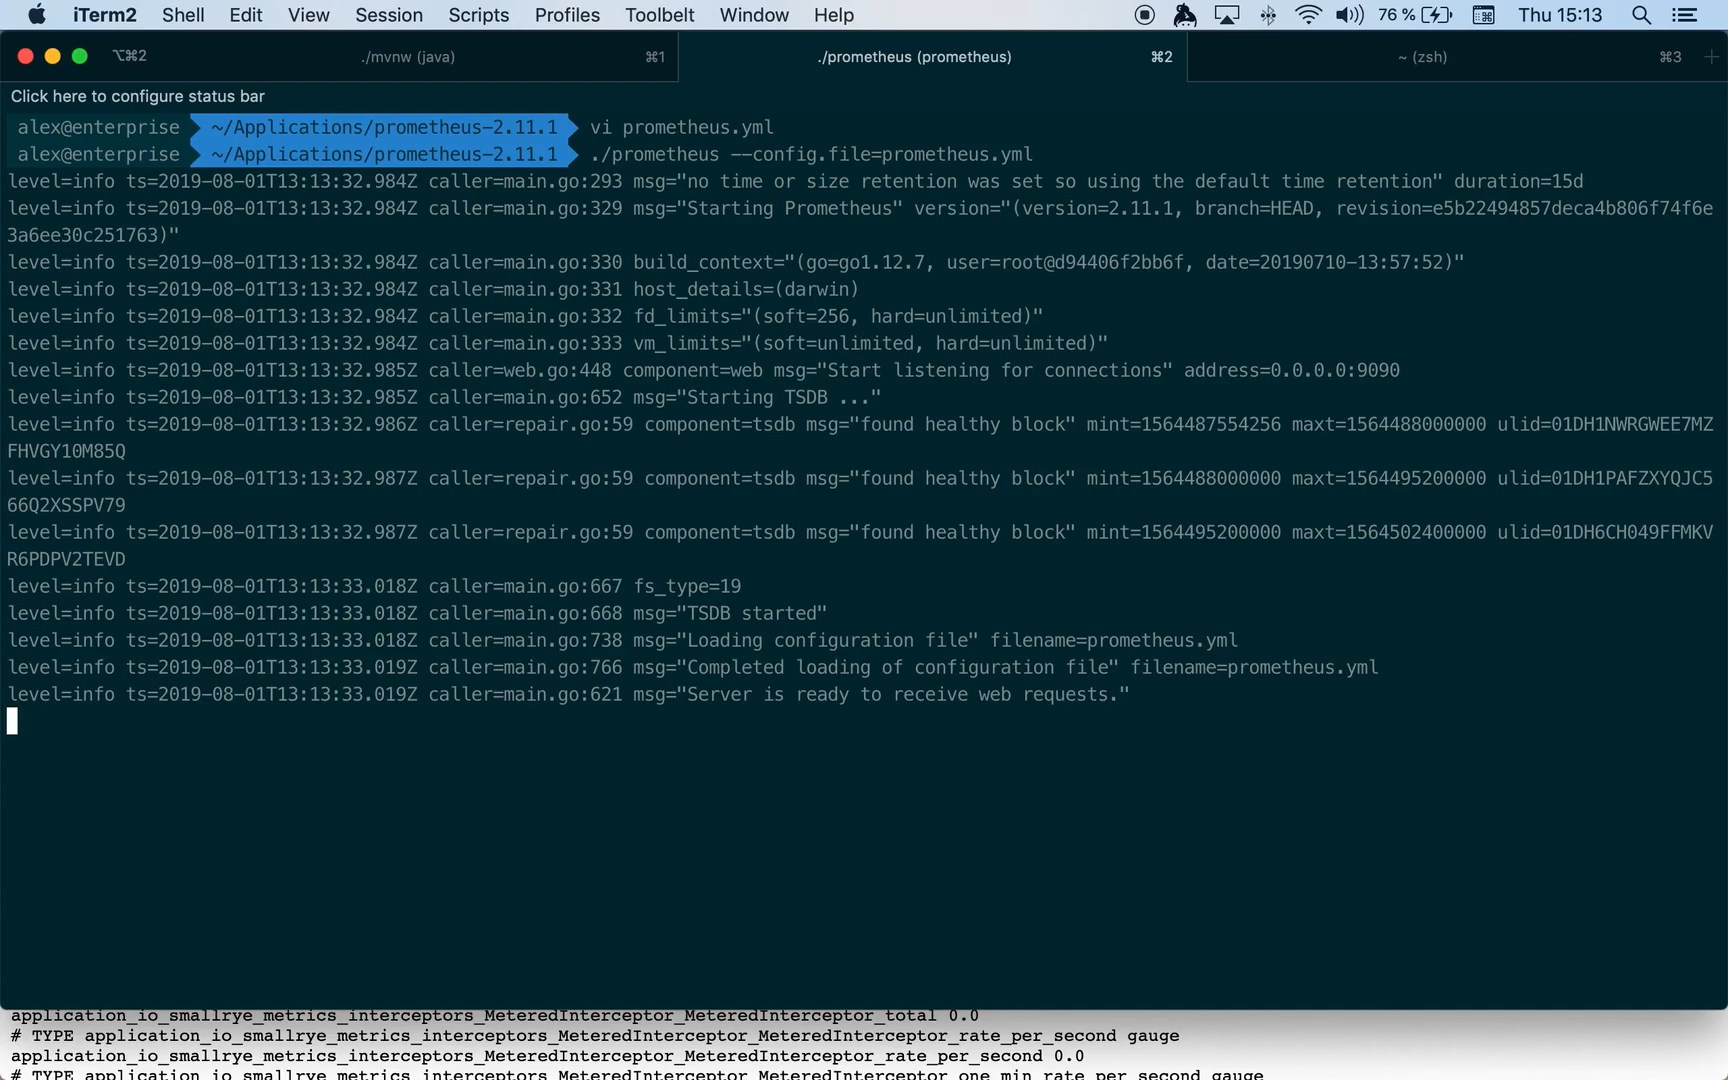 iTerm2 Shell Edit View Session Scripts Profiles Toolbelt Window Help 76 % Thu 15:13
⌥⌘2 ./mvnw (java) ⌘1 ./prometheus (prometheus) ⌘2 ~ (zsh) ⌘3
Click here to configure status bar
alex@enterprise ~/Applications/prometheus-2.11.1 vi prometheus.yml
alex@enterprise ~/Applications/prometheus-2.11.1 ./prometheus --config.file=prometheus.yml
level=info ts=2019-08-01T13:13:32.984Z caller=main.go:293 msg="no time or size retention was set so using the default time retention" duration=15d
level=info ts=2019-08-01T13:13:32.984Z caller=main.go:329 msg="Starting Prometheus" version="(version=2.11.1, branch=HEAD, revision=e5b22494857deca4b806f74f6e
3a6ee30c251763)"
level=info ts=2019-08-01T13:13:32.984Z caller=main.go:330 build_context="(go=go1.12.7, user=root@d94406f2bb6f, date=20190710-13:57:52)"
level=info ts=2019-08-01T13:13:32.984Z caller=main.go:331 host_details=(darwin)
level=info ts=2019-08-01T13:13:32.984Z caller=main.go:332 fd_limits="(soft=256, hard=unlimited)"
level=info ts=2019-08-01T13:13:32.984Z caller=main.go:333 vm_limits="(soft=unlimited, hard=unlimited)"
level=info ts=2019-08-01T13:13:32.985Z caller=web.go:448 component=web msg="Start listening for connections" address=0.0.0.0:9090
level=info ts=2019-08-01T13:13:32.985Z caller=main.go:652 msg="Starting TSDB ..."
level=info ts=2019-08-01T13:13:32.986Z caller=repair.go:59 component=tsdb msg="found healthy block" mint=1564487554256 maxt=1564488000000 ulid=01DH1NWRGWEE7MZ
FHVGY10M85Q
level=info ts=2019-08-01T13:13:32.987Z caller=repair.go:59 component=tsdb msg="found healthy block" mint=1564488000000 maxt=1564495200000 ulid=01DH1PAFZXYQJC5
66Q2XSSPV79
level=info ts=2019-08-01T13:13:32.987Z caller=repair.go:59 component=tsdb msg="found healthy block" mint=1564495200000 maxt=1564502400000 ulid=01DH6CH049FFMKV
R6PDPV2TEVD
level=info ts=2019-08-01T13:13:33.018Z caller=main.go:667 fs_type=19
level=info ts=2019-08-01T13:13:33.018Z caller=main.go:668 msg="TSDB started"
level=info ts=2019-08-01T13:13:33.018Z caller=main.go:738 msg="Loading configuration file" filename=prometheus.yml
level=info ts=2019-08-01T13:13:33.019Z caller=main.go:766 msg="Completed loading of configuration file" filename=prometheus.yml
level=info ts=2019-08-01T13:13:33.019Z caller=main.go:621 msg="Server is ready to receive web requests."
application_io_smallrye_metrics_interceptors_MeteredInterceptor_MeteredInterceptor_total 0.0
# TYPE application_io_smallrye_metrics_interceptors_MeteredInterceptor_MeteredInterceptor_rate_per_second gauge
application_io_smallrye_metrics_interceptors_MeteredInterceptor_MeteredInterceptor_rate_per_second 0.0
# TYPE application_io_smallrye_metrics_interceptors_MeteredInterceptor_MeteredInterceptor_one_min_rate_per_second gauge